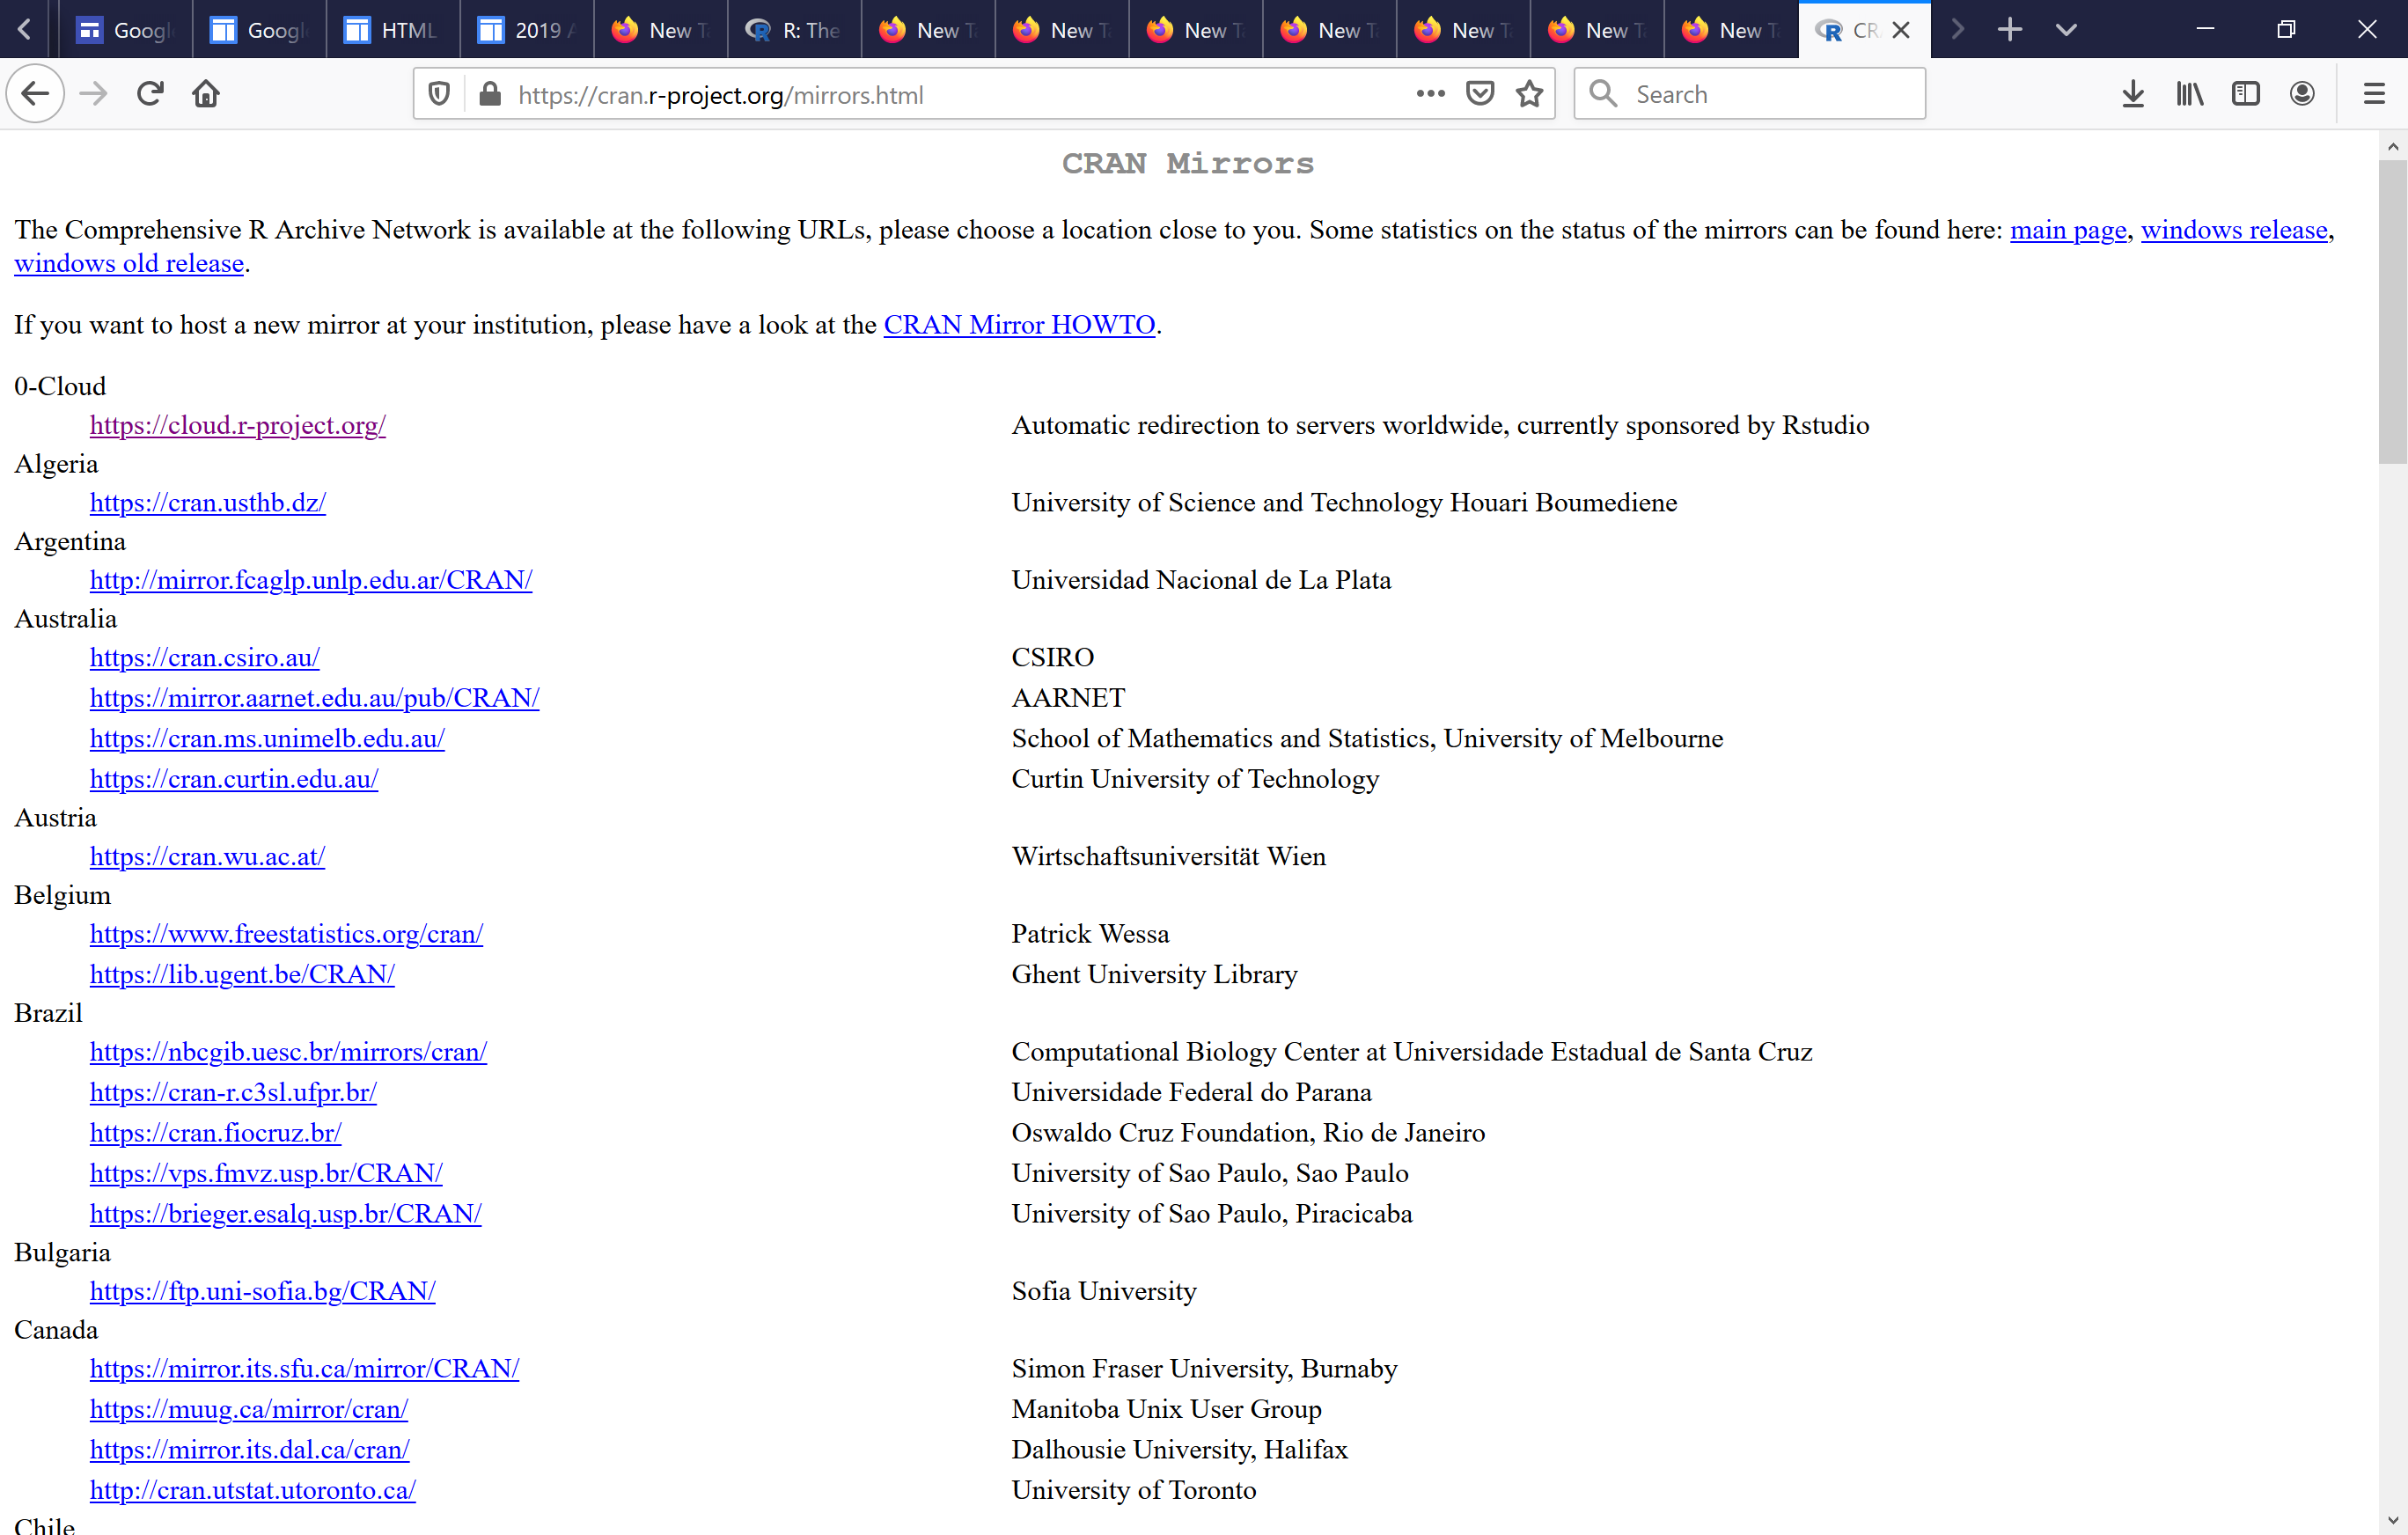 Googl
Googl
HTML
2019 A
New T
R: The
New T
New T
New T
New T
New T
New T
New T
CR
https://cran.r-project.org/mirrors.html
Search
CRAN Mirrors
The Comprehensive R Archive Network is available at the following URLs, please choose a location close to you. Some statistics on the status of the mirrors can be found here: main page, windows release,
windows old release.
If you want to host a new mirror at your institution, please have a look at the CRAN Mirror HOWTO.
0-Cloud
https://cloud.r-project.org/ Automatic redirection to servers worldwide, currently sponsored by Rstudio
Algeria
https://cran.usthb.dz/ University of Science and Technology Houari Boumediene
Argentina
http://mirror.fcaglp.unlp.edu.ar/CRAN/ Universidad Nacional de La Plata
Australia
https://cran.csiro.au/ CSIRO
https://mirror.aarnet.edu.au/pub/CRAN/ AARNET
https://cran.ms.unimelb.edu.au/ School of Mathematics and Statistics, University of Melbourne
https://cran.curtin.edu.au/ Curtin University of Technology
Austria
https://cran.wu.ac.at/ Wirtschaftsuniversität Wien
Belgium
https://www.freestatistics.org/cran/ Patrick Wessa
https://lib.ugent.be/CRAN/ Ghent University Library
Brazil
https://nbcgib.uesc.br/mirrors/cran/ Computational Biology Center at Universidade Estadual de Santa Cruz
https://cran-r.c3sl.ufpr.br/ Universidade Federal do Parana
https://cran.fiocruz.br/ Oswaldo Cruz Foundation, Rio de Janeiro
https://vps.fmvz.usp.br/CRAN/ University of Sao Paulo, Sao Paulo
https://brieger.esalq.usp.br/CRAN/ University of Sao Paulo, Piracicaba
Bulgaria
https://ftp.uni-sofia.bg/CRAN/ Sofia University
Canada
https://mirror.its.sfu.ca/mirror/CRAN/ Simon Fraser University, Burnaby
https://muug.ca/mirror/cran/ Manitoba Unix User Group
https://mirror.its.dal.ca/cran/ Dalhousie University, Halifax
http://cran.utstat.utoronto.ca/ University of Toronto
Chile